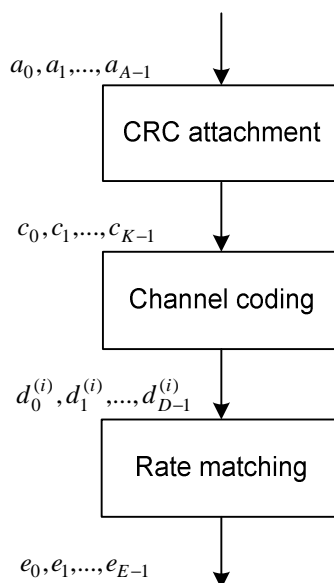 a_0, a_1,..., a_{A-1}
CRC attachment
c_0, c_1,..., c_{K-1}
Channel coding
d_0^{(i)}, d_1^{(i)},..., d_{D-1}^{(i)}
Rate matching
e_0, e_1,..., e_{E-1}